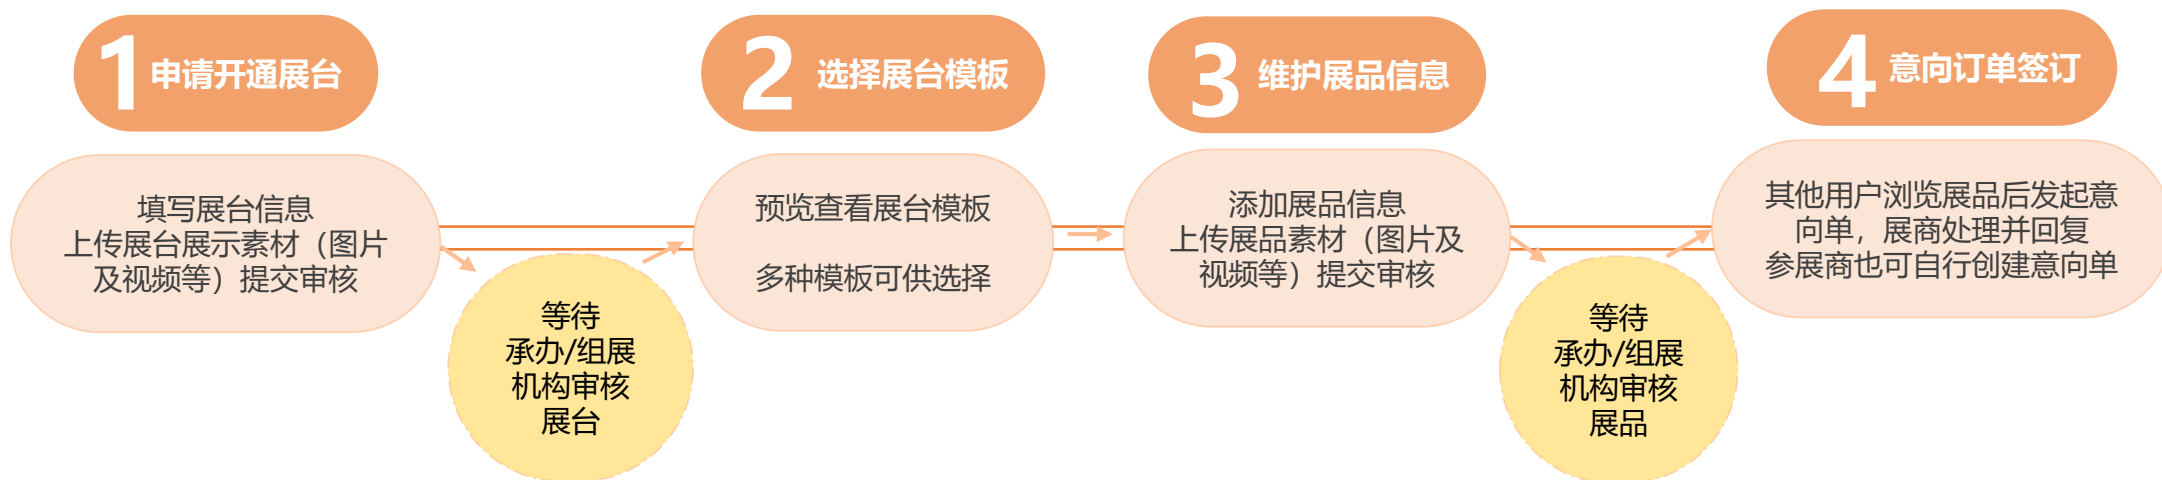 1 申请开通展台
填写展台信息
上传展台展示素材（图片
及视频等）提交审核
等待
承办/组展
机构审核
展台
2 选择展台模板
预览查看展台模板
多种模板可供选择
3 维护展品信息
添加展品信息
上传展品素材（图片及
视频等）提交审核
等待
承办/组展
机构审核
展品
4 意向订单签订
其他用户浏览展品后发起意
向单，展商处理并回复
参展商也可自行创建意向单